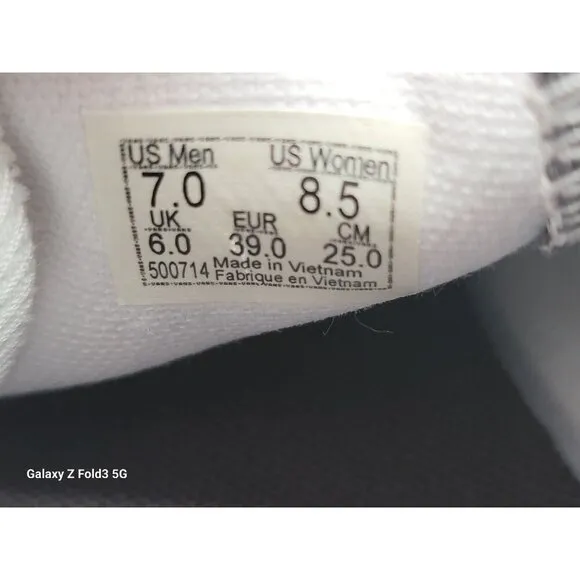 US Men US Women
7.0 8.5
UK EUR CM
6.0 39.0 25.0
500714 Made in Vietnam
Fabrique en Vietnam
Galaxy Z Fold3 5G